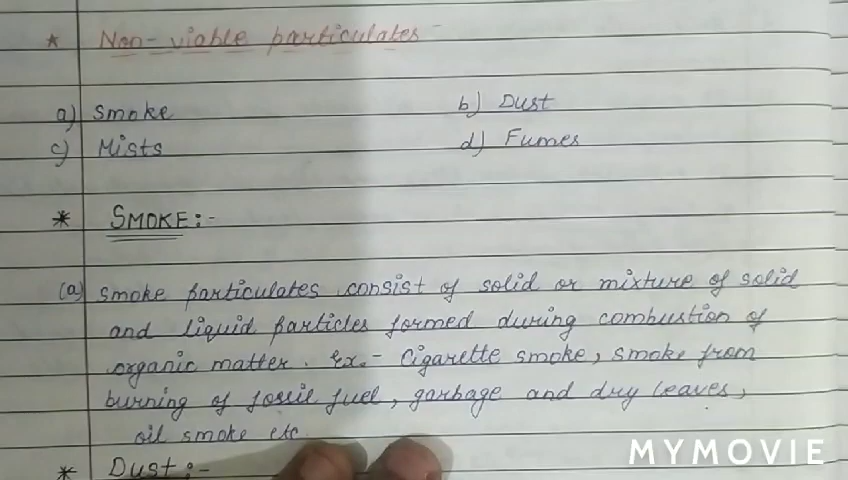 * Non-viable particulates -
a) Smoke b) Dust
c) Mists d) Fumes
* SMOKE:-
(a) smoke particulates consist of solid or mixture of solid
and liquid particles formed during combustion of
organic matter. Ex.- Cigarette smoke, smoke from
burning of fossil fuel, garbage and dry leaves,
oil smoke etc.
* DUST:-
MYMOVIE